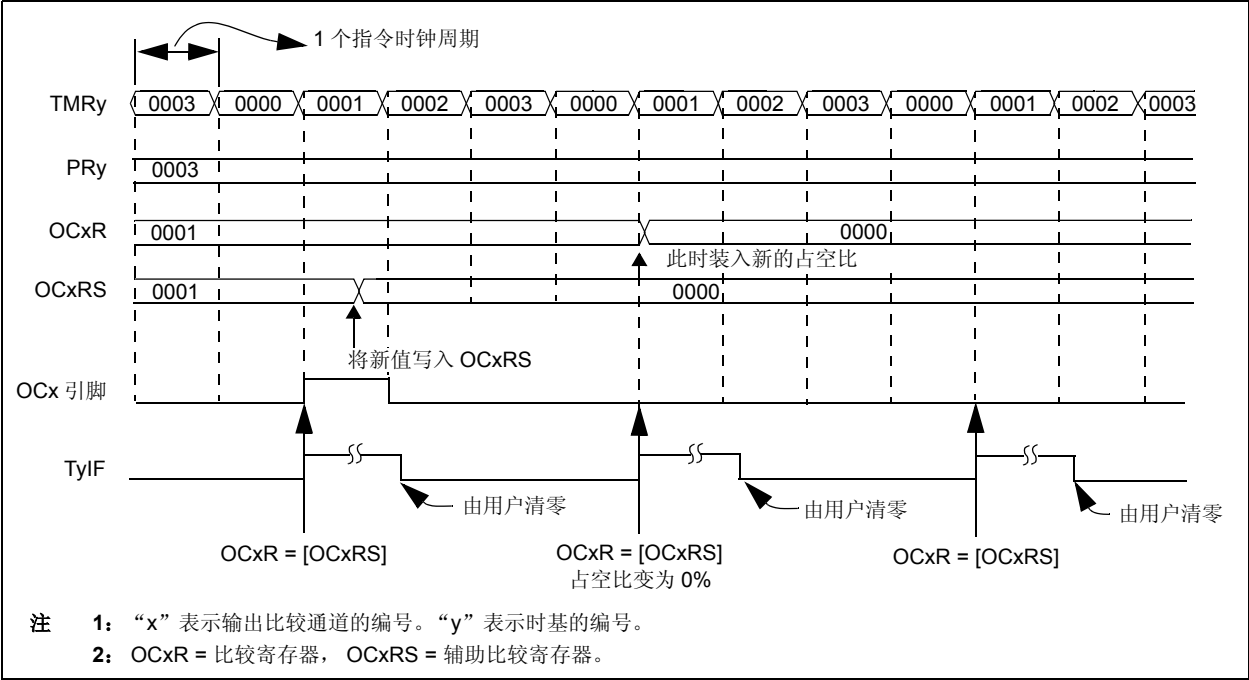 1 个指令时钟周期
TMRy 0003 0000 0001 0002 0003 0000 0001 0002 0003 0000 0001 0002 0003
PRy 0003
OCxR 0001 0000
此时装入新的占空比
OCxRS 0001 0000
将新值写入 OCxRS
OCx 引脚
TyIF
由用户清零 由用户清零 由用户清零
OCxR = [OCxRS] OCxR = [OCxRS] OCxR = [OCxRS]
占空比变为 0%
注 1: “x”表示输出比较通道的编号。“y”表示时基的编号。
2: OCxR = 比较寄存器， OCxRS = 辅助比较寄存器。